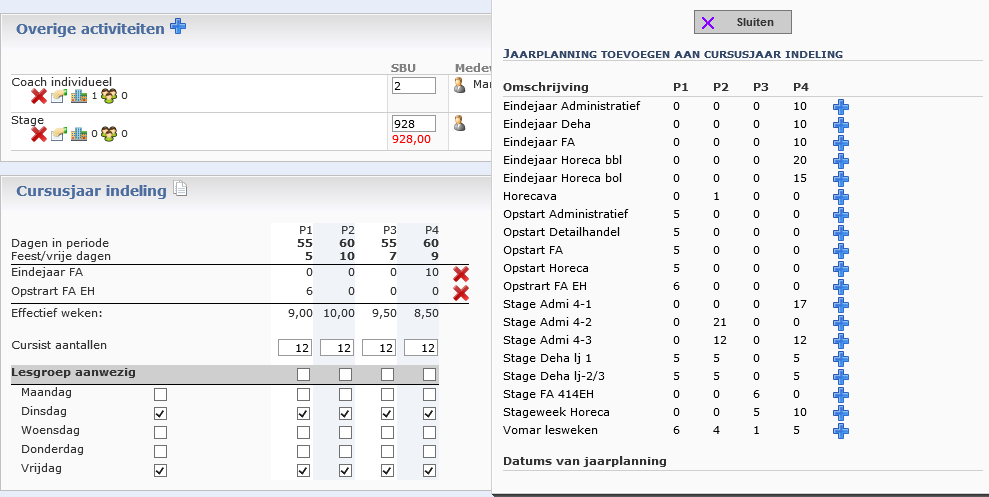 Overige activiteiten
SBU Medew
Coach individueel
1 0
2
Mar
Stage
0 0
928
928,00
Cursusjaar indeling
P1 P2 P3 P4
Dagen in periode 55 60 55 60
Feest/vrije dagen 5 10 7 9
Eindejaar FA 0 0 0 10
Opstrart FA EH 6 0 0 0
Effectief weken: 9,00 10,00 9,50 8,50
Cursist aantallen 12 12 12 12
Lesgroep aanwezig
Maandag
Dinsdag
Woensdag
Donderdag
Vrijdag
Sluiten
Jaarplanning toevoegen aan cursusjaar indeling
Omschrijving P1 P2 P3 P4
Eindejaar Administratief 0 0 0 10
Eindejaar Deha 0 0 0 10
Eindejaar FA 0 0 0 10
Eindejaar Horeca bbl 0 0 0 20
Eindejaar Horeca bol 0 0 0 15
Horecava 0 1 0 0
Opstart Administratief 5 0 0 0
Opstart Detailhandel 5 0 0 0
Opstart FA 5 0 0 0
Opstart Horeca 5 0 0 0
Opstrart FA EH 6 0 0 0
Stage Admi 4-1 0 0 0 17
Stage Admi 4-2 0 21 0 0
Stage Admi 4-3 0 12 0 12
Stage Deha lj 1 5 5 0 5
Stage Deha lj-2/3 5 5 0 5
Stage FA 414EH 0 0 6 0
Stageweek Horeca 0 0 5 10
Vomar lesweken 6 4 1 5
Datums van jaarplanning